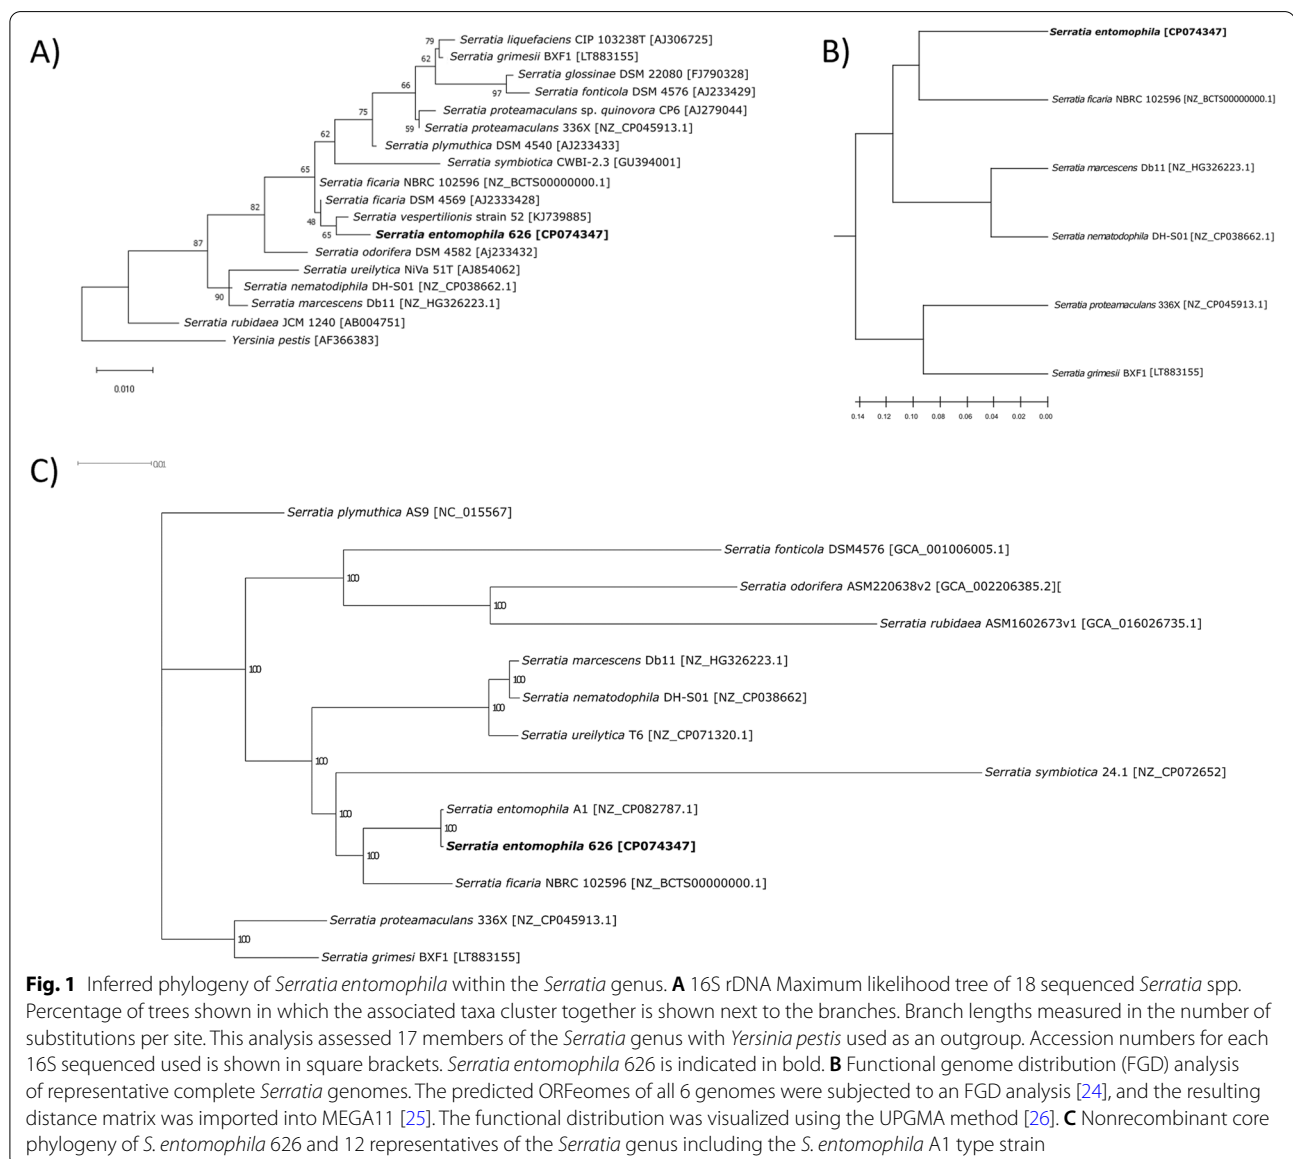 A)
Serratia liquefaciens CIP 103238T [AJ306725]
Serratia grimesii BXF1 [LT883155]
Serratia glossinae DSM 22080 [FJ790328]
Serratia fonticola DSM 4576 [AJ233429]
Serratia proteamaculans sp. quinovora CP6 [AJ279044]
Serratia proteamaculans 336X [NZ_CP045913.1]
Serratia plymuthica DSM 4540 [AJ233433]
Serratia symbiotica CWBI-2.3 [GU394001]
Serratia ficaria NBRC 102596 [NZ_BCTS00000000.1]
Serratia ficaria DSM 4569 [AJ2333428]
Serratia vespertilionis strain 52 [KJ739885]
Serratia entomophila 626 [CP074347]
Serratia odorifera DSM 4582 [Aj233432]
Serratia ureilytica NiVa 51T [AJ854062]
Serratia nematodiphila DH-S01 [NZ_CP038662.1]
Serratia marcescens Db11 [NZ_HG326223.1]
Serratia rubidaea JCM 1240 [AB004751]
Yersinia pestis [AF366383]
79
62
97
66
59
75
62
65
48
65
82
87
90
0.010
B)
Serratia entomophila [CP074347]
Serratia ficaria NBRC 102596 [NZ_BCTS00000000.1]
Serratia marcescens Db11 [NZ_HG326223.1]
Serratia nematodophila DH-S01 [NZ_CP038662.1]
Serratia proteamaculans 336X [NZ_CP045913.1]
Serratia grimesii BXF1 [LT883155]
0.14 0.12 0.10 0.08 0.06 0.04 0.02 0.00
C)
0.01
Serratia plymuthica AS9 [NC_015567]
Serratia fonticola DSM4576 [GCA_001006005.1]
100
Serratia odorifera ASM220638v2 [GCA_002206385.2][
100
Serratia rubidaea ASM1602673v1 [GCA_016026735.1]
100
Serratia marcescens Db11 [NZ_HG326223.1]
100
Serratia nematodophila DH-S01 [NZ_CP038662]
100
Serratia ureilytica T6 [NZ_CP071320.1]
100
Serratia symbiotica 24.1 [NZ_CP072652]
100
Serratia entomophila A1 [NZ_CP082787.1]
100
Serratia entomophila 626 [CP074347]
100
Serratia ficaria NBRC 102596 [NZ_BCTS00000000.1]
Serratia proteamaculans 336X [NZ_CP045913.1]
100
Serratia grimesi BXF1 [LT883155]
Fig. 1 Inferred phylogeny of Serratia entomophila within the Serratia genus. A 16S rDNA Maximum likelihood tree of 18 sequenced Serratia spp.
Percentage of trees shown in which the associated taxa cluster together is shown next to the branches. Branch lengths measured in the number of
substitutions per site. This analysis assessed 17 members of the Serratia genus with Yersinia pestis used as an outgroup. Accession numbers for each
16S sequenced used is shown in square brackets. Serratia entomophila 626 is indicated in bold. B Functional genome distribution (FGD) analysis
of representative complete Serratia genomes. The predicted ORFeomes of all 6 genomes were subjected to an FGD analysis [24], and the resulting
distance matrix was imported into MEGA11 [25]. The functional distribution was visualized using the UPGMA method [26]. C Nonrecombinant core
phylogeny of S. entomophila 626 and 12 representatives of the Serratia genus including the S. entomophila A1 type strain